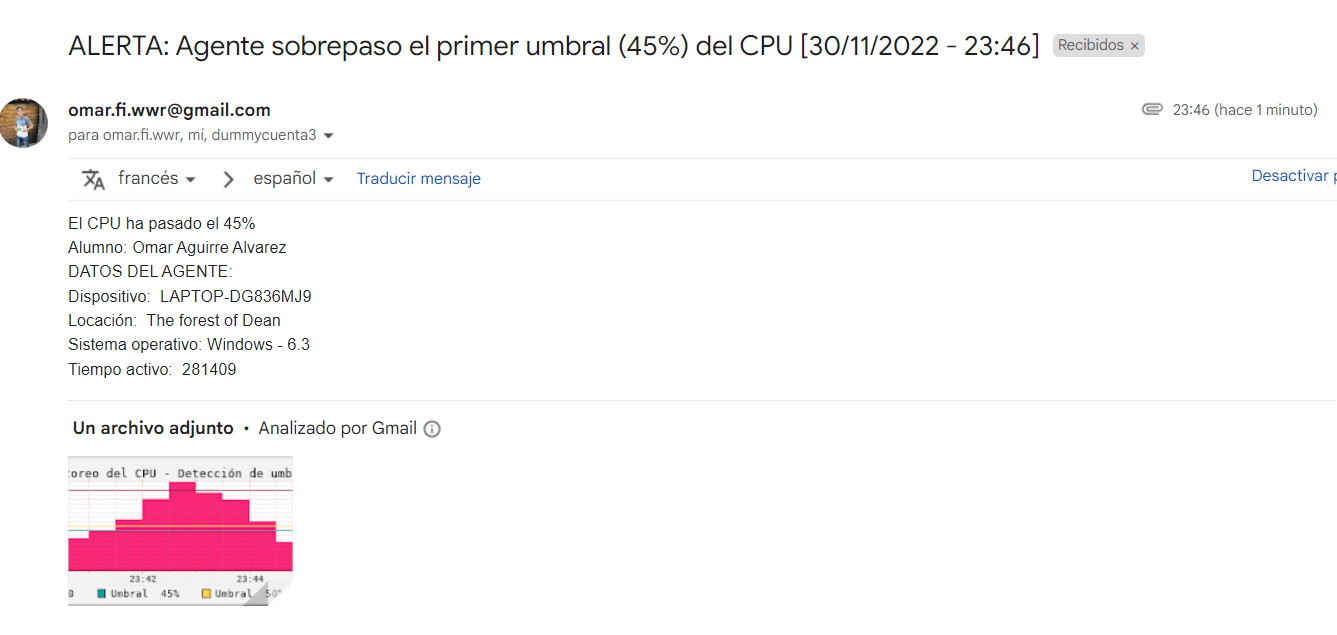 ALERTA: Agente sobrepaso el primer umbral (45%) del CPU [30/11/2022 - 23:46] Recibidos ×
omar.fi.wwr@gmail.com 23:46 (hace 1 minuto)
para omar.fi.wwr, mí, dummycuenta3
francés > español Traducir mensaje Desactivar
El CPU ha pasado el 45%
Alumno: Omar Aguirre Alvarez
DATOS DEL AGENTE:
Dispositivo: LAPTOP-DG836MJ9
Locación: The forest of Dean
Sistema operativo: Windows - 6.3
Tiempo activo: 281409
Un archivo adjunto • Analizado por Gmail
oreo del CPU - Detección de umb
23:42 23:44
Umbral 45% Umbral 50%